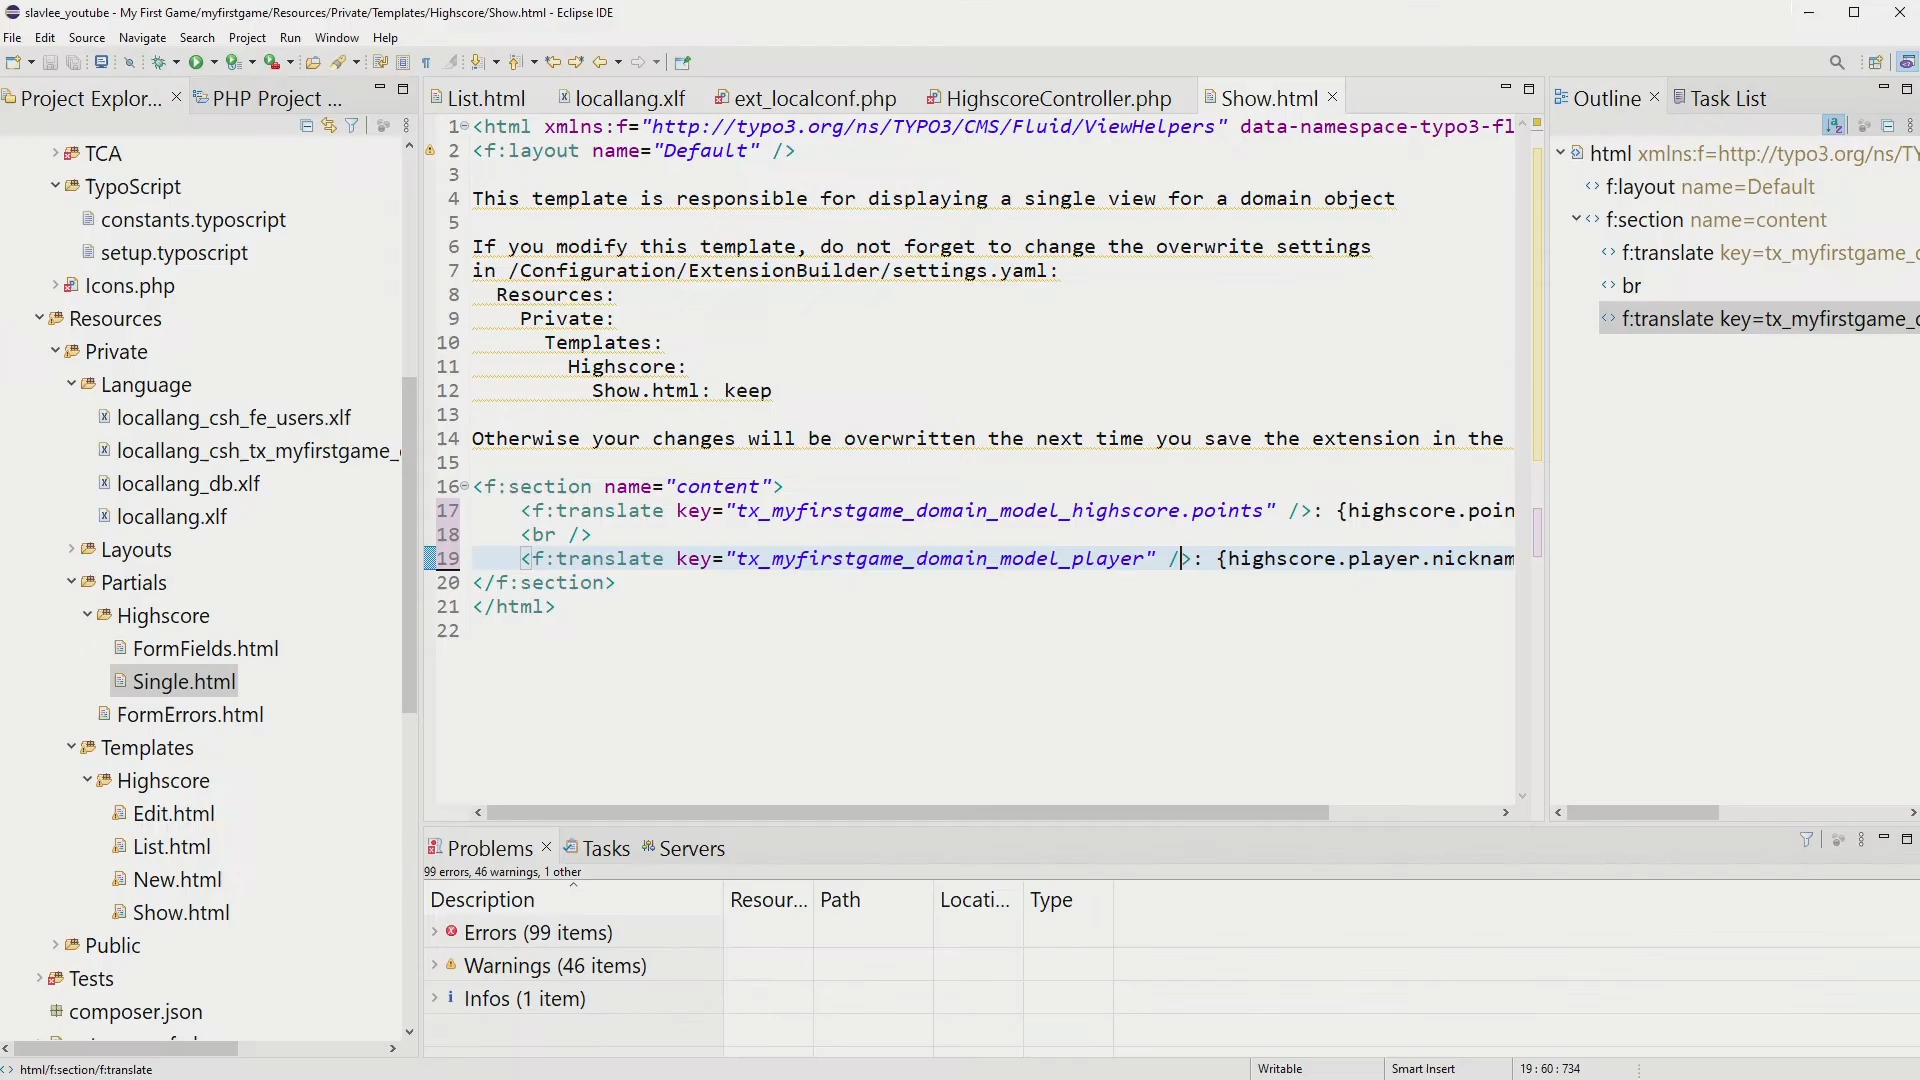 slavlee_youtube - My First Game/myfirstgame/Resources/Private/Templates/Highscore/Show.html - Eclipse IDE
File Edit Source Navigate Search Project Run Window Help
Project Explor... PHP Project ...
TCA
TypoScript
constants.typoscript
setup.typoscript
Icons.php
Resources
Private
Language
locallang_csh_fe_users.xlf
locallang_csh_tx_myfirstgame_
locallang_db.xlf
locallang.xlf
Layouts
Partials
Highscore
FormFields.html
Single.html
FormErrors.html
Templates
Highscore
Edit.html
List.html
New.html
Show.html
Public
Tests
composer.json
List.html locallang.xlf ext_localconf.php HighscoreController.php Show.html
1 <html xmlns:f="http://typo3.org/ns/TYPO3/CMS/Fluid/ViewHelpers" data-namespace-typo3-fl
2 <f:layout name="Default" />
3
4 This template is responsible for displaying a single view for a domain object
5
6 If you modify this template, do not forget to change the overwrite settings
7 in /Configuration/ExtensionBuilder/settings.yaml:
8 Resources:
9 Private:
10 Templates:
11 Highscore:
12 Show.html: keep
13
14 Otherwise your changes will be overwritten the next time you save the extension in the
15
16 <f:section name="content">
17 <f:translate key="tx_myfirstgame_domain_model_highscore.points" />: {highscore.poin
18 <br />
19 <f:translate key="tx_myfirstgame_domain_model_player" />: {highscore.player.nicknam
20 </f:section>
21 </html>
22
Outline Task List
html xmlns:f=http://typo3.org/ns/TY
f:layout name=Default
f:section name=content
f:translate key=tx_myfirstgame_
br
f:translate key=tx_myfirstgame_
Problems Tasks Servers
99 errors, 46 warnings, 1 other
Description Resour... Path Locati... Type
Errors (99 items)
Warnings (46 items)
Infos (1 item)
html/f:section/f:translate
Writable Smart Insert 19 : 60 : 734